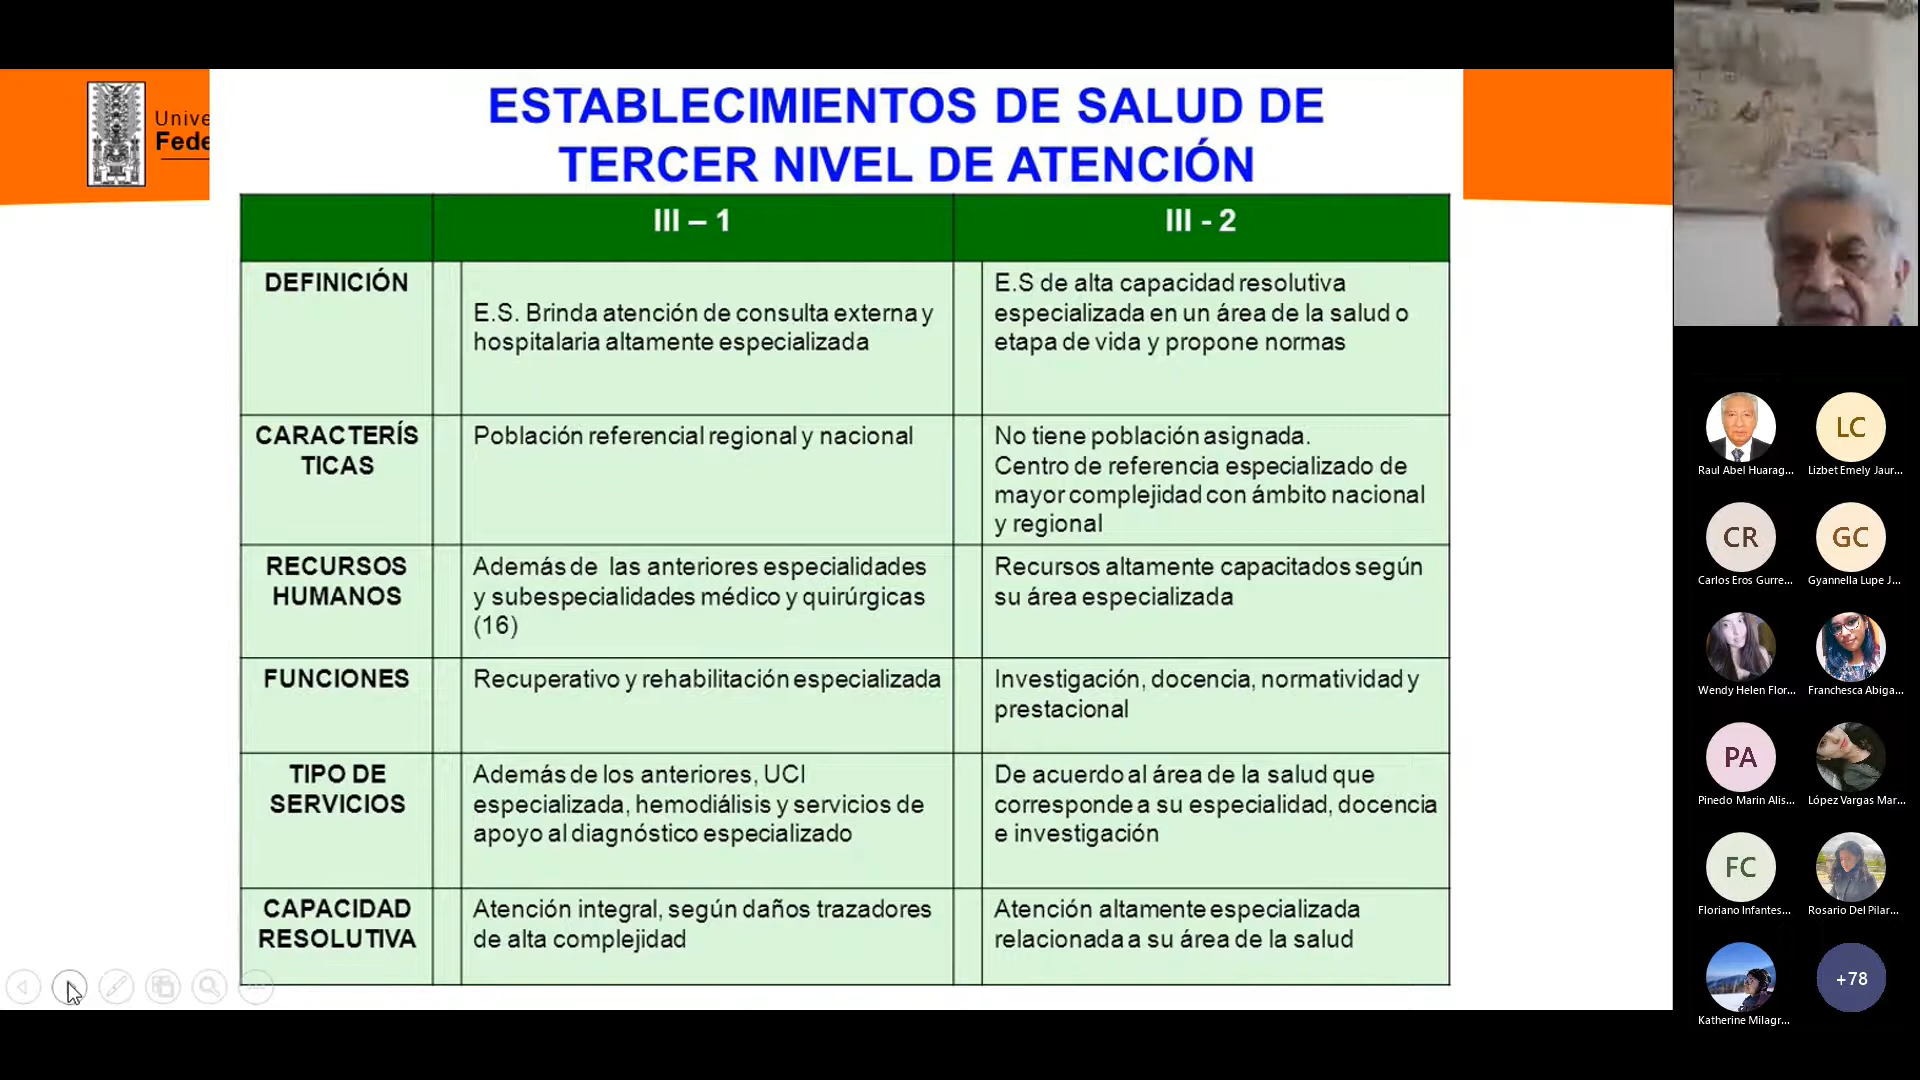 Unive
Fede
ESTABLECIMIENTOS DE SALUD DE
TERCER NIVEL DE ATENCIÓN
III – 1
III - 2
DEFINICIÓN
E.S. Brinda atención de consulta externa y
hospitalaria altamente especializada
E.S de alta capacidad resolutiva
especializada en un área de la salud o
etapa de vida y propone normas
CARACTERÍS
TICAS
Población referencial regional y nacional
No tiene población asignada.
Centro de referencia especializado de
mayor complejidad con ámbito nacional
y regional
RECURSOS
HUMANOS
Además de las anteriores especialidades
y subespecialidades médico y quirúrgicas
(16)
Recursos altamente capacitados según
su área especializada
FUNCIONES
Recuperativo y rehabilitación especializada
Investigación, docencia, normatividad y
prestacional
TIPO DE
SERVICIOS
Además de los anteriores, UCI
especializada, hemodiálisis y servicios de
apoyo al diagnóstico especializado
De acuerdo al área de la salud que
corresponde a su especialidad, docencia
e investigación
CAPACIDAD
RESOLUTIVA
Atención integral, según daños trazadores
de alta complejidad
Atención altamente especializada
relacionada a su área de la salud
LC
Raul Abel Huarag...
Lizbet Emely Jaur...
CR
GC
Carlos Eros Gurre...
Gyannella Lupe J...
Wendy Helen Flor...
Franchesca Abiga...
PA
Pinedo Marin Alis...
López Vargas Mar...
FC
Floriano Infantes...
Rosario Del Pilar...
+78
Katherine Milagr...